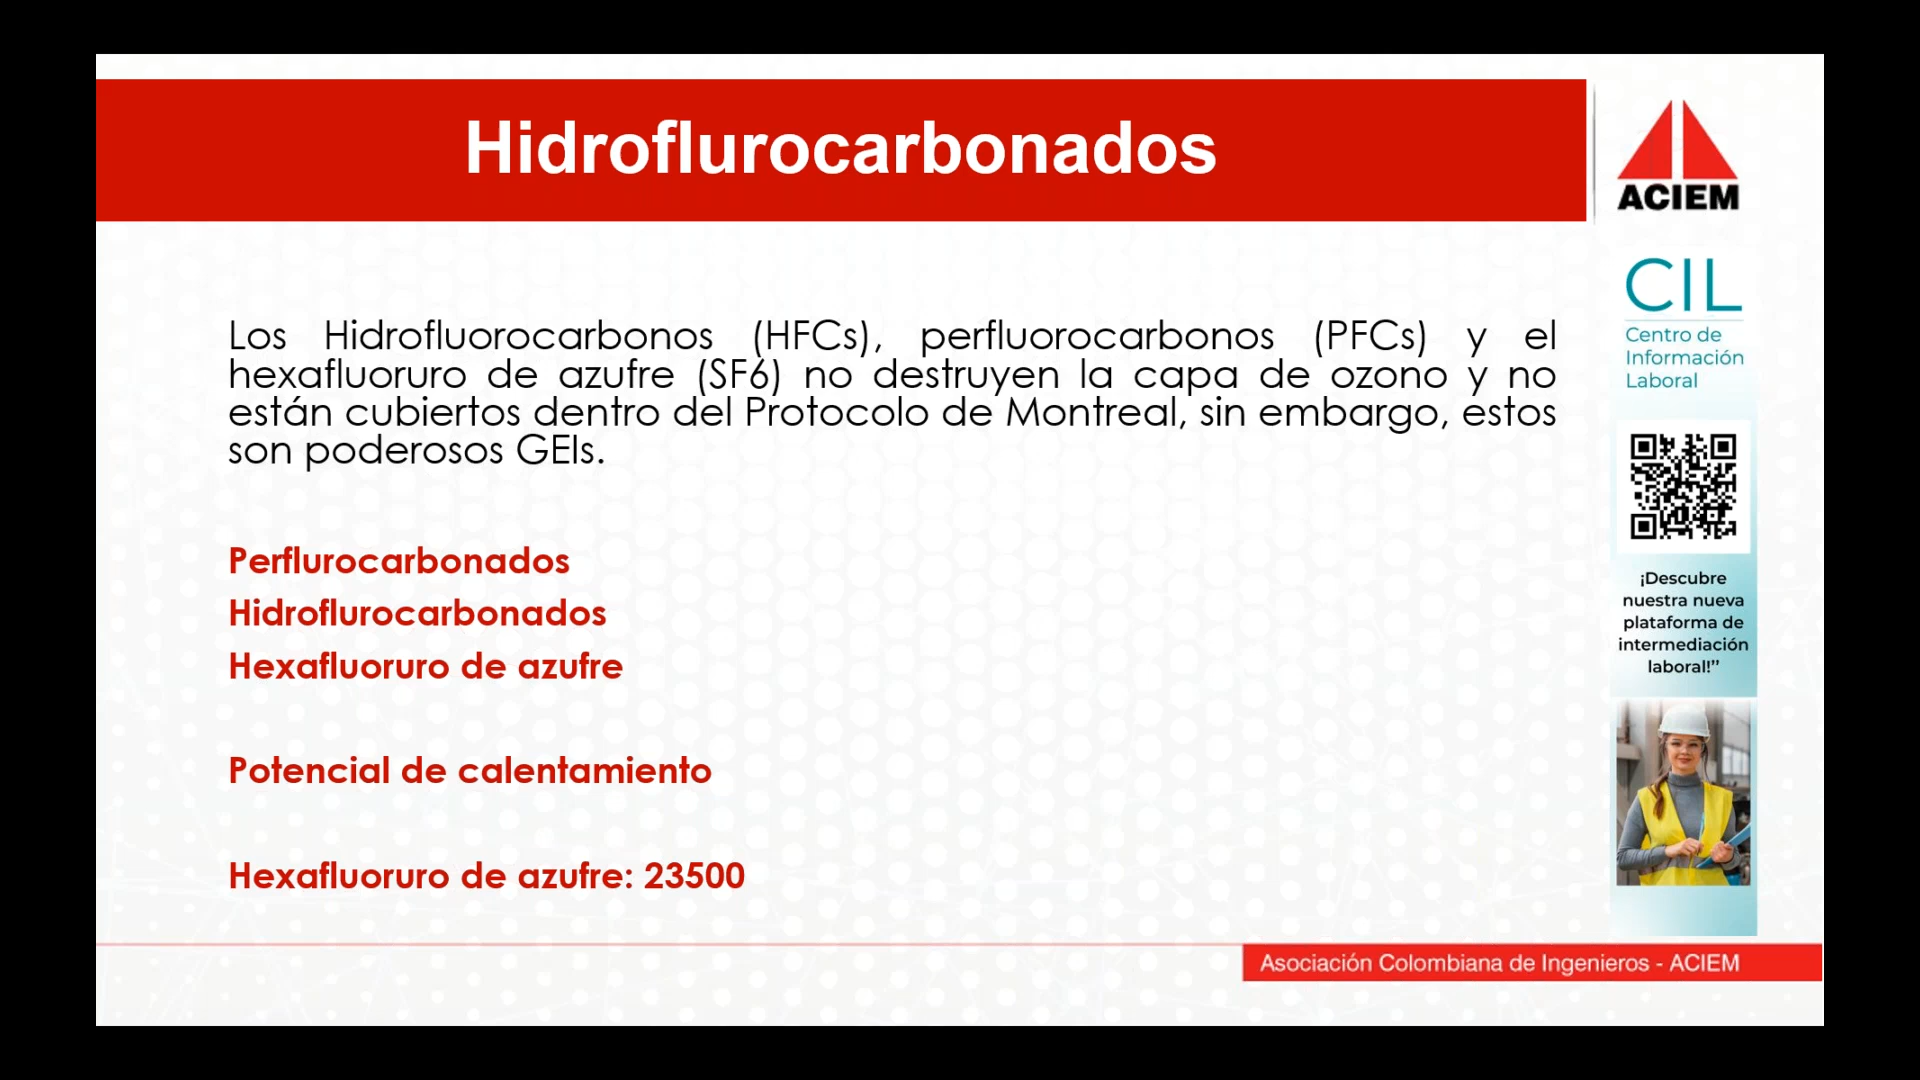 Hidroflurocarbonados
ACIEM
CIL
Centro de
Información
Laboral
Los Hidrofluorocarbonos (HFCs), perfluorocarbonos (PFCs) y el
hexafluoruro de azufre (SF6) no destruyen la capa de ozono y no
están cubiertos dentro del Protocolo de Montreal, sin embargo, estos
son poderosos GEIs.
Perflurocarbonados
Hidroflurocarbonados
Hexafluoruro de azufre
Potencial de calentamiento
Hexafluoruro de azufre: 23500
¡Descubre
nuestra nueva
plataforma de
intermediación
laboral!”
Asociación Colombiana de Ingenieros - ACIEM